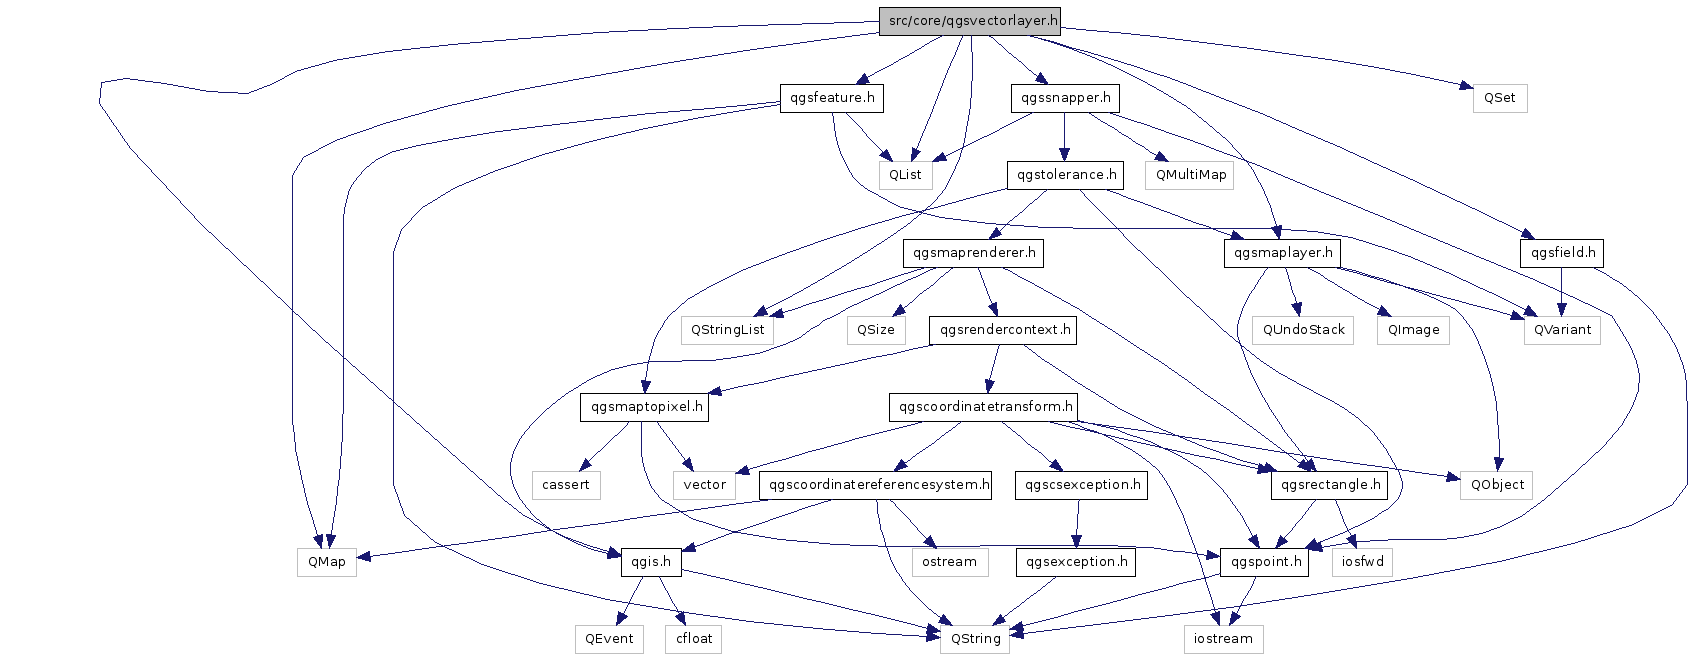 src/core/qgsvectorlayer.h
qgsfeature.h
qgssnapper.h
QSet
QList
qgstolerance.h
QMultiMap
qgsmaprenderer.h
qgsmaplayer.h
qgsfield.h
QStringList
QSize
qgsrendercontext.h
QUndoStack
QImage
QVariant
qgsmaptopixel.h
qgscoordinatetransform.h
cassert
vector
qgscoordinatereferencesystem.h
qgscsexception.h
qgsrectangle.h
QObject
QMap
qgis.h
ostream
qgsexception.h
qgspoint.h
iosfwd
QEvent
cfloat
QString
iostream